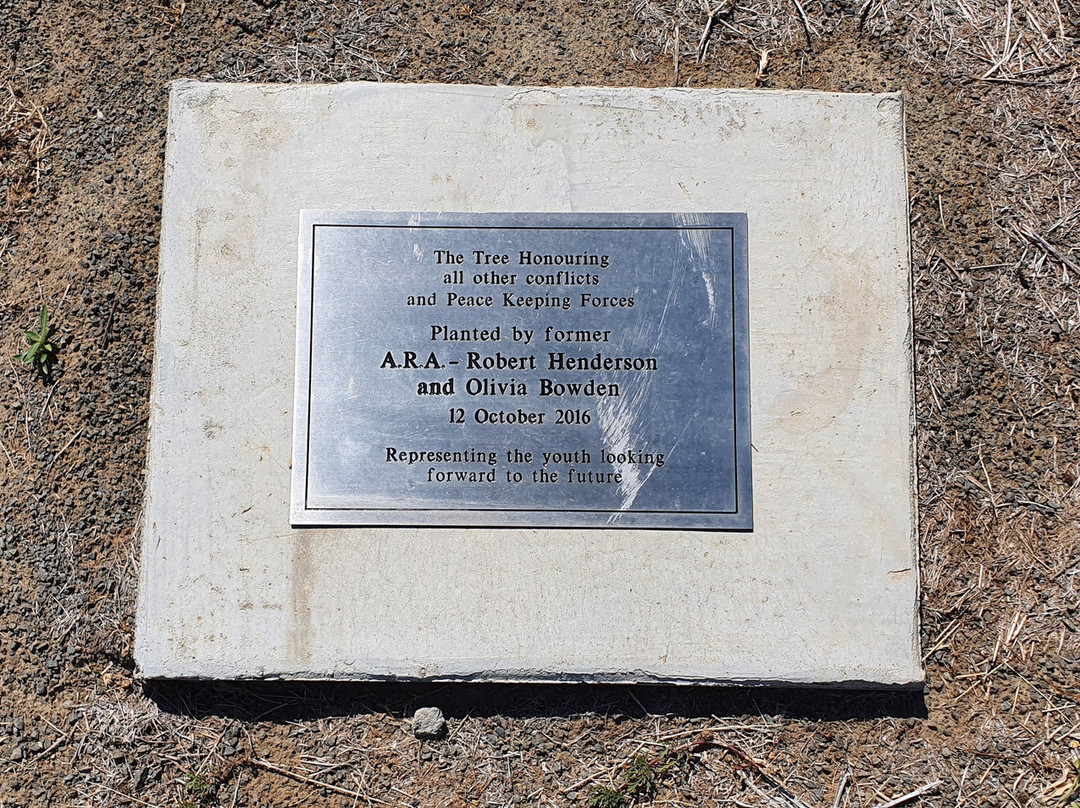 The Tree Honouring
all other conflicts
and Peace Keeping Forces
Planted by former
A.R.A. - Robert Henderson
and Olivia Bowden
12 October 2016
Representing the youth looking
forward to the future